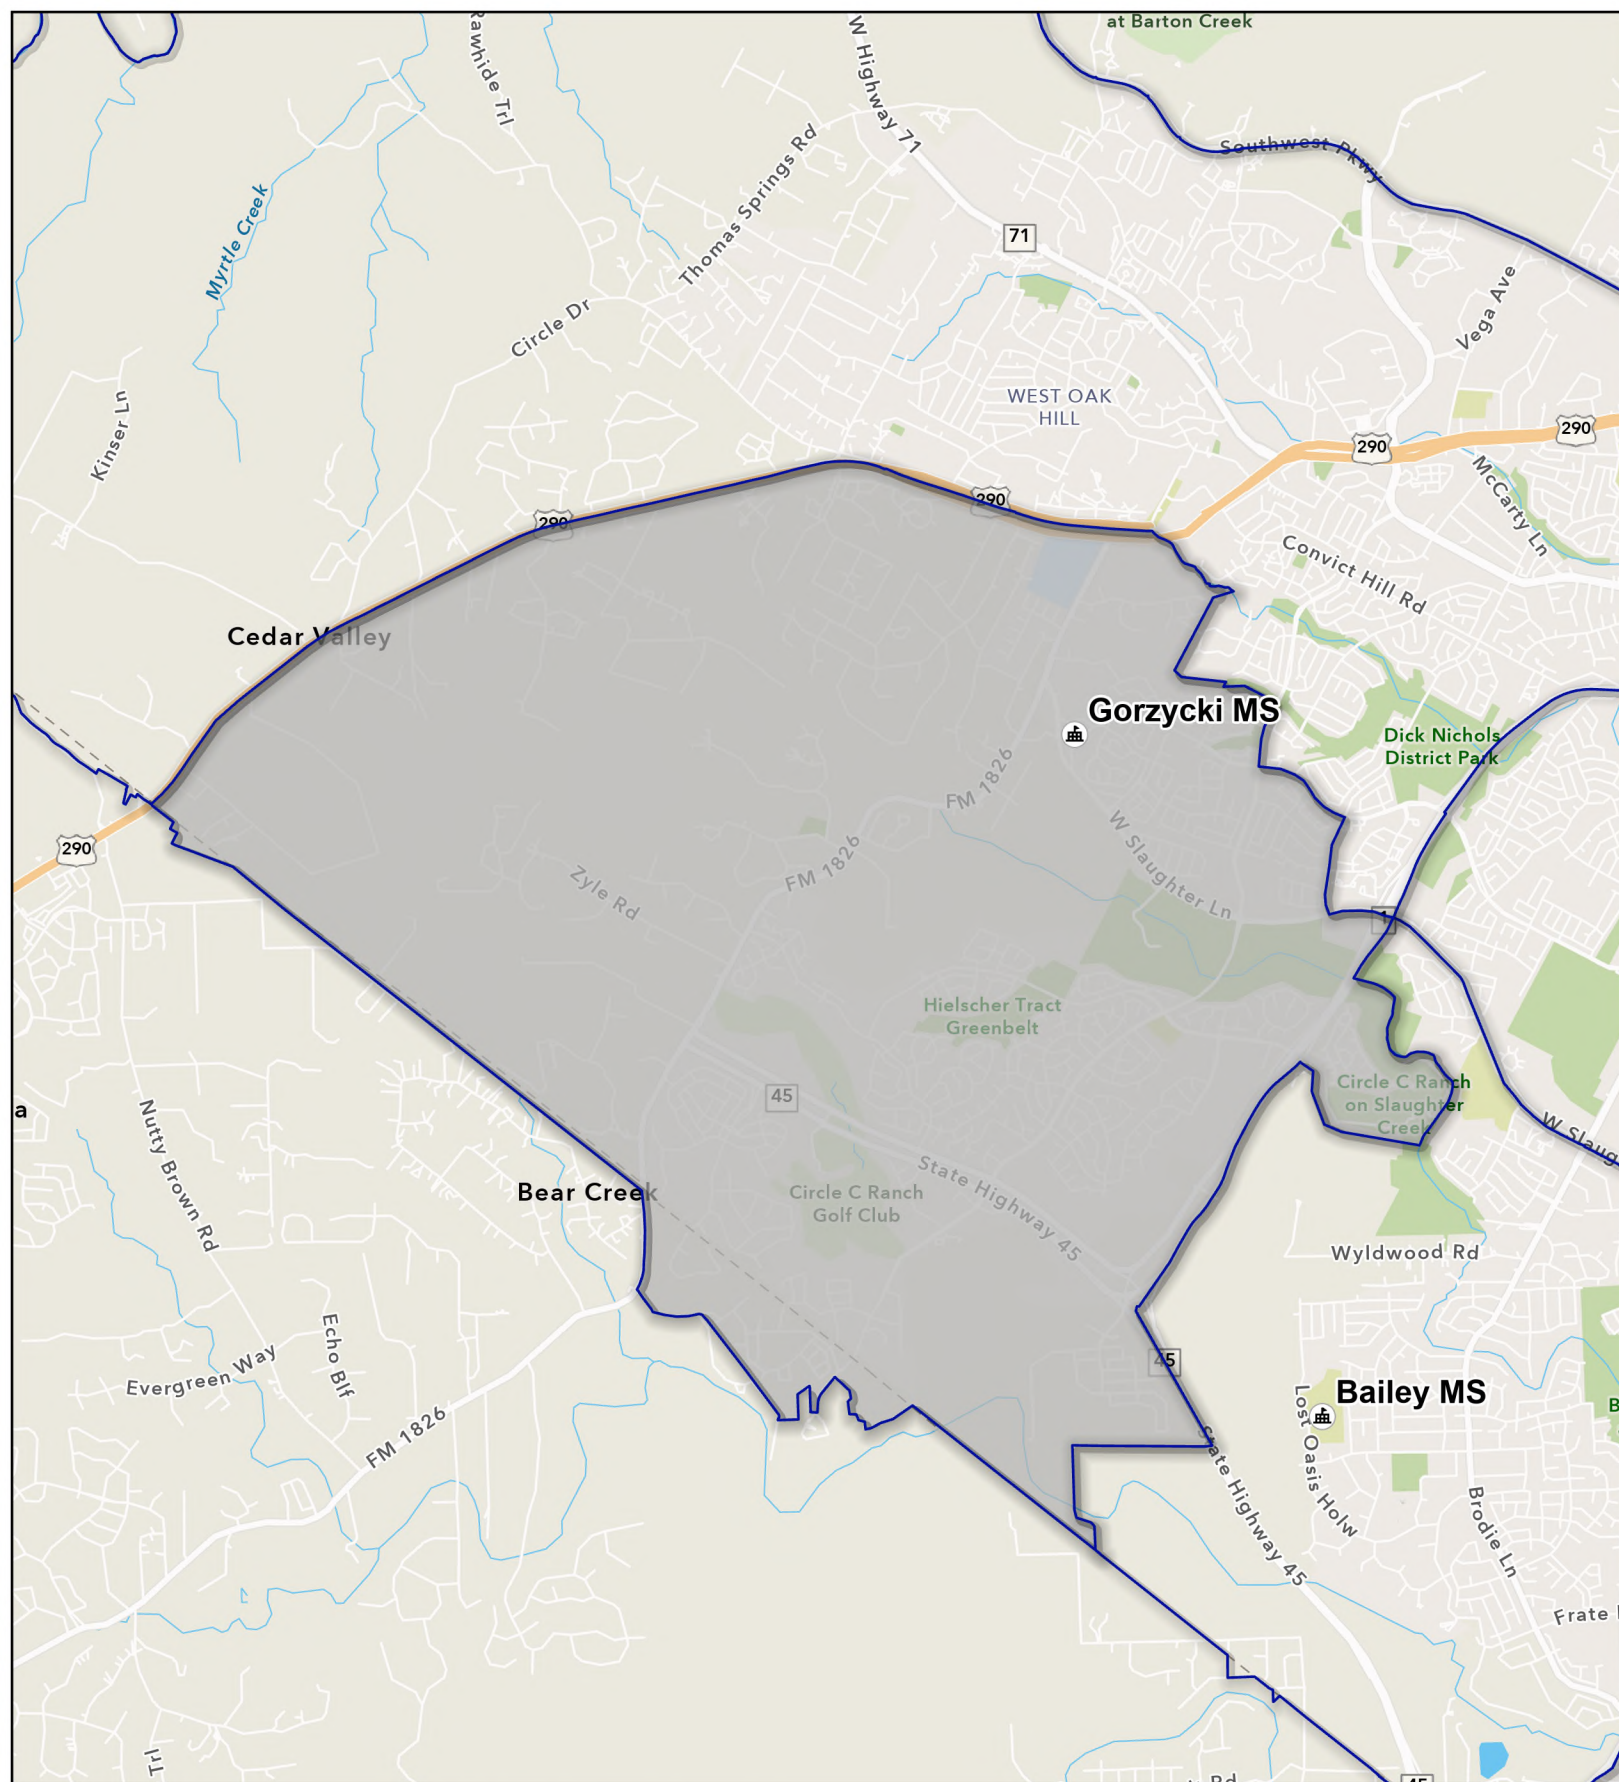 at Barton Creek
Rawhide Trl
W Highway 71
Southwest Pkwy
Thomas Springs Rd
Myrtle Creek
71
Vega Ave
Circle Dr
WEST OAK
HILL
Kinser Ln
290
290
McCarty Ln
290
290
Convict Hill Rd
Cedar Valley
Gorzycki MS
Dick Nichols
District Park
FM 1826
290
FM 1826
W Slaughter Ln
Zyle Rd
1
Hielscher Tract
Greenbelt
45
Circle C Ranch
on Slaughter
Creek
a
W Slaug
Nutty Brown Rd
State Highway 45
Bear Creek
Circle C Ranch
Golf Club
Wyldwood Rd
Echo Blf
45
Evergreen Way
Bailey MS
B
Lost Oasis Holw
FM 1826
State Highway 45
Brodie Ln
Frate
Trl
Rd
45